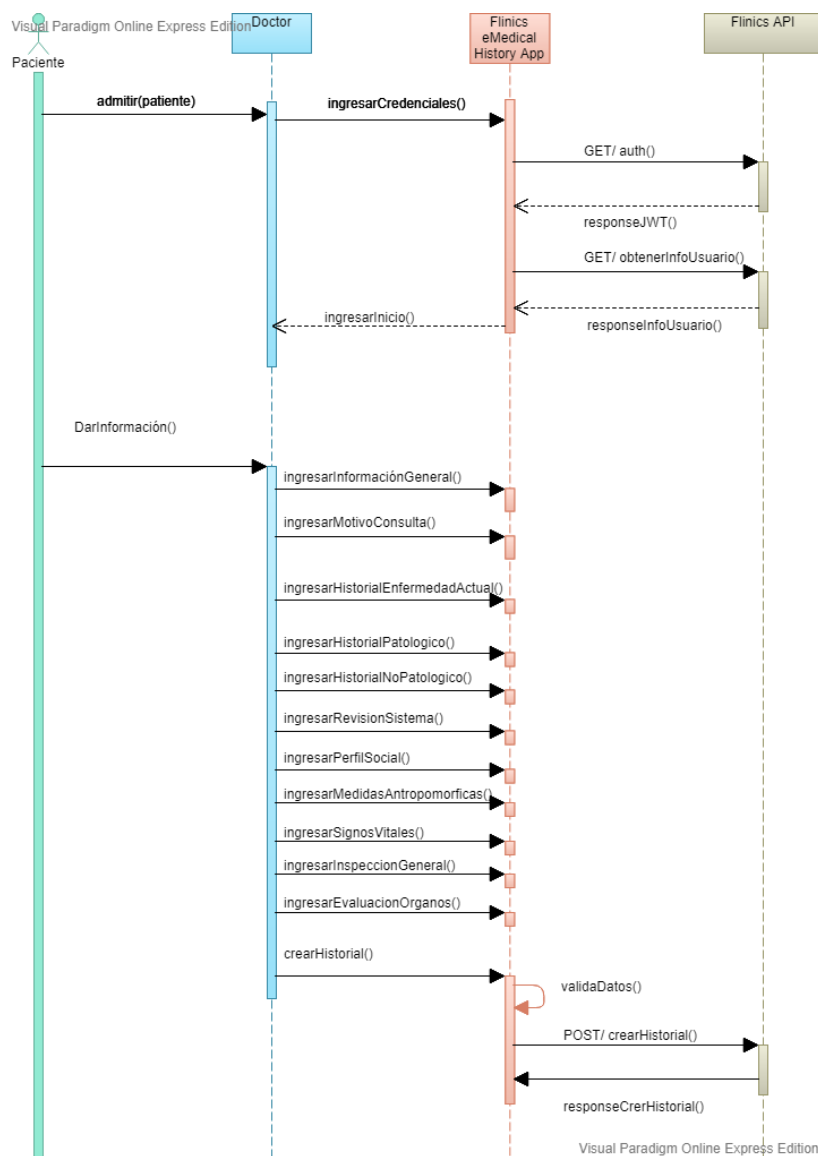 Visual Paradigm Online Express Edition
Paciente
Doctor
Flinics
eMedical
History App
Flinics API
admitir(patiente)
ingresarCredenciales()
GET/ auth()
responseJWT()
GET/ obtenerInfoUsuario()
ingresarInicio()
responseInfoUsuario()
DarInformación()
ingresarInformaciónGeneral()
ingresarMotivoConsulta()
ingresarHistorialEnfermedadActual()
ingresarHistorialPatologico()
ingresarHistorialNoPatologico()
ingresarRevisionSistema()
ingresarPerfilSocial()
ingresarMedidasAntropomorficas()
ingresarSignosVitales()
ingresarInspeccionGeneral()
ingresarEvaluacionOrganos()
crearHistorial()
validaDatos()
POST/ crearHistorial()
responseCrerHistorial()
Visual Paradigm Online Express Edition